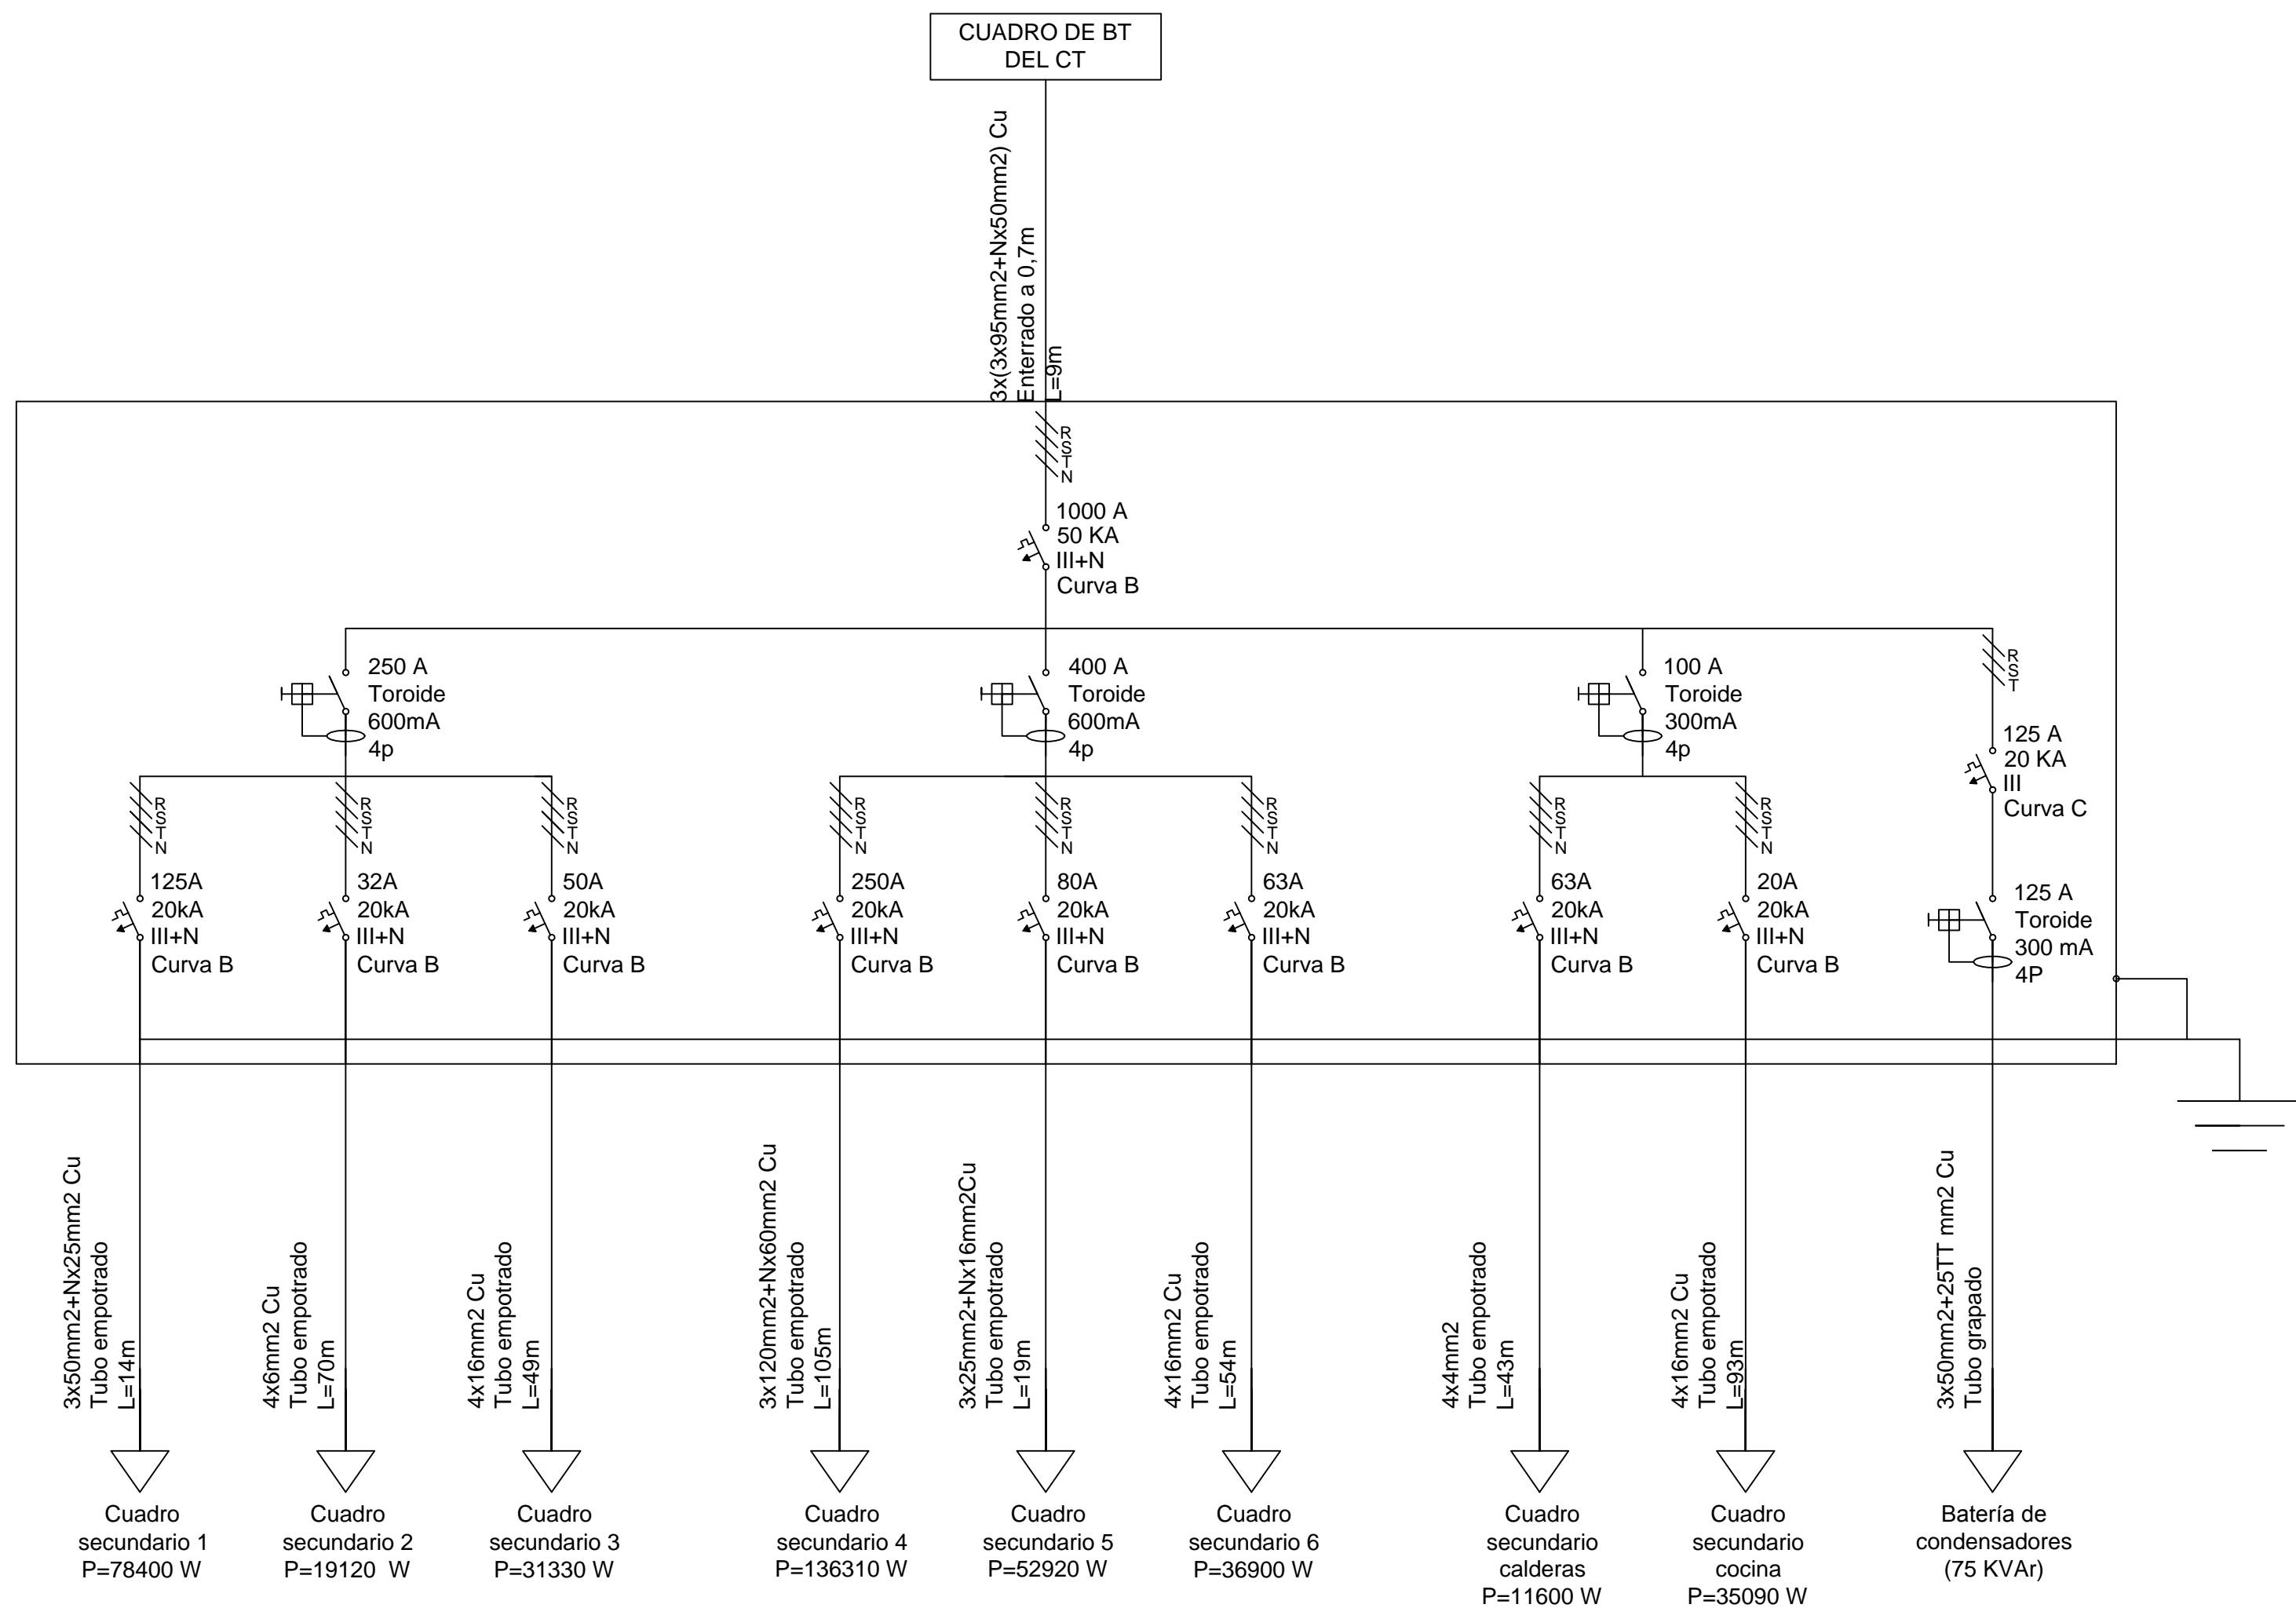 CUADRO DE BT
DEL CT
3x(3x95mm2+Nx50mm2) Cu
Enterrado a 0,7m
L=9m
R
S
T
N
1000 A
50 KA
III+N
Curva B
250 A
Toroide
600mA
4p
400 A
Toroide
600mA
4p
100 A
Toroide
300mA
4p
R
S
T
125 A
20 KA
III
Curva C
R
S
T
N
125A
20kA
III+N
Curva B
R
S
T
N
32A
20kA
III+N
Curva B
R
S
T
N
50A
20kA
III+N
Curva B
R
S
T
N
250A
20kA
III+N
Curva B
R
S
T
N
80A
20kA
III+N
Curva B
R
S
T
N
63A
20kA
III+N
Curva B
R
S
T
N
63A
20kA
III+N
Curva B
R
S
T
N
20A
20kA
III+N
Curva B
125 A
Toroide
300 mA
4P
3x50mm2+Nx25mm2 Cu
Tubo empotrado
L=14m
4x6mm2 Cu
Tubo empotrado
L=70m
4x16mm2 Cu
Tubo empotrado
L=49m
3x120mm2+Nx60mm2 Cu
Tubo empotrado
L=105m
3x25mm2+Nx16mm2Cu
Tubo empotrado
L=19m
4x16mm2 Cu
Tubo empotrado
L=54m
4x4mm2
Tubo empotrado
L=43m
4x16mm2 Cu
Tubo empotrado
L=93m
3x50mm2+25TT mm2 Cu
Tubo grapado
Cuadro
secundario 1
P=78400 W
Cuadro
secundario 2
P=19120 W
Cuadro
secundario 3
P=31330 W
Cuadro
secundario 4
P=136310 W
Cuadro
secundario 5
P=52920 W
Cuadro
secundario 6
P=36900 W
Cuadro
secundario
calderas
P=11600 W
Cuadro
secundario
cocina
P=35090 W
Batería de
condensadores
(75 KVAr)